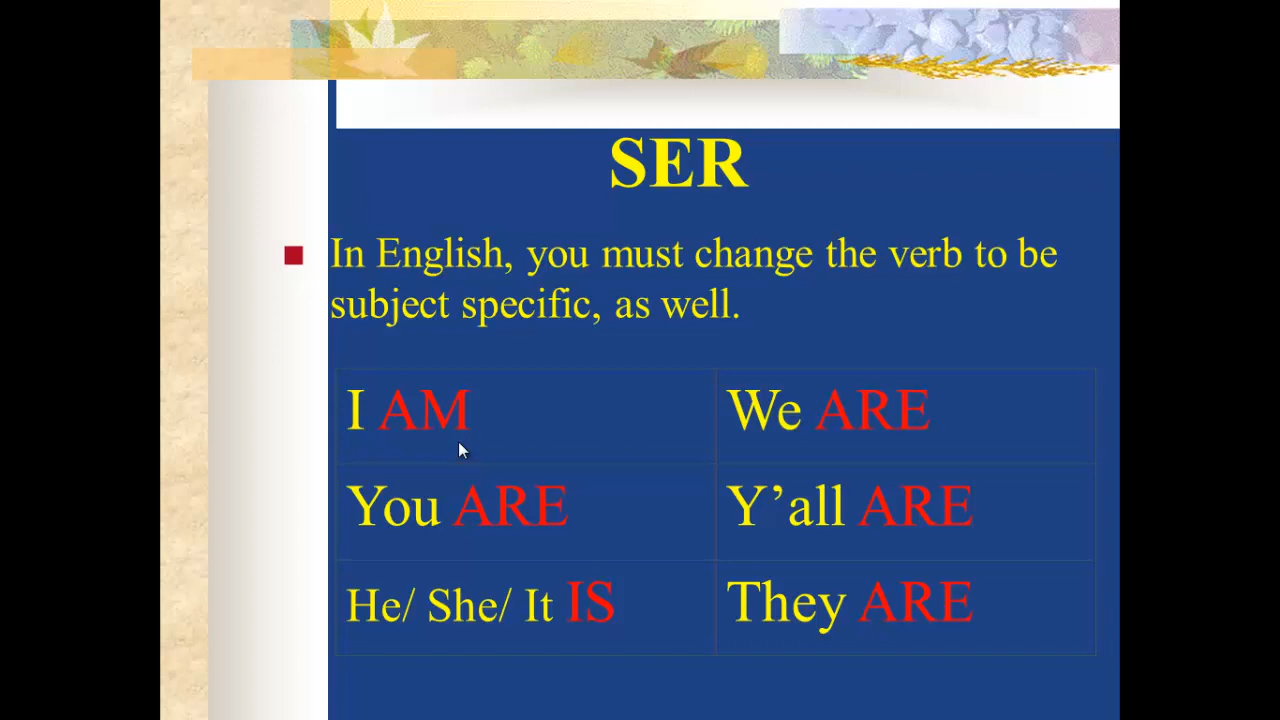 SER
In English, you must change the verb to be
subject specific, as well.
I AM
We ARE
You ARE
Y’all ARE
He/ She/ It IS
They ARE